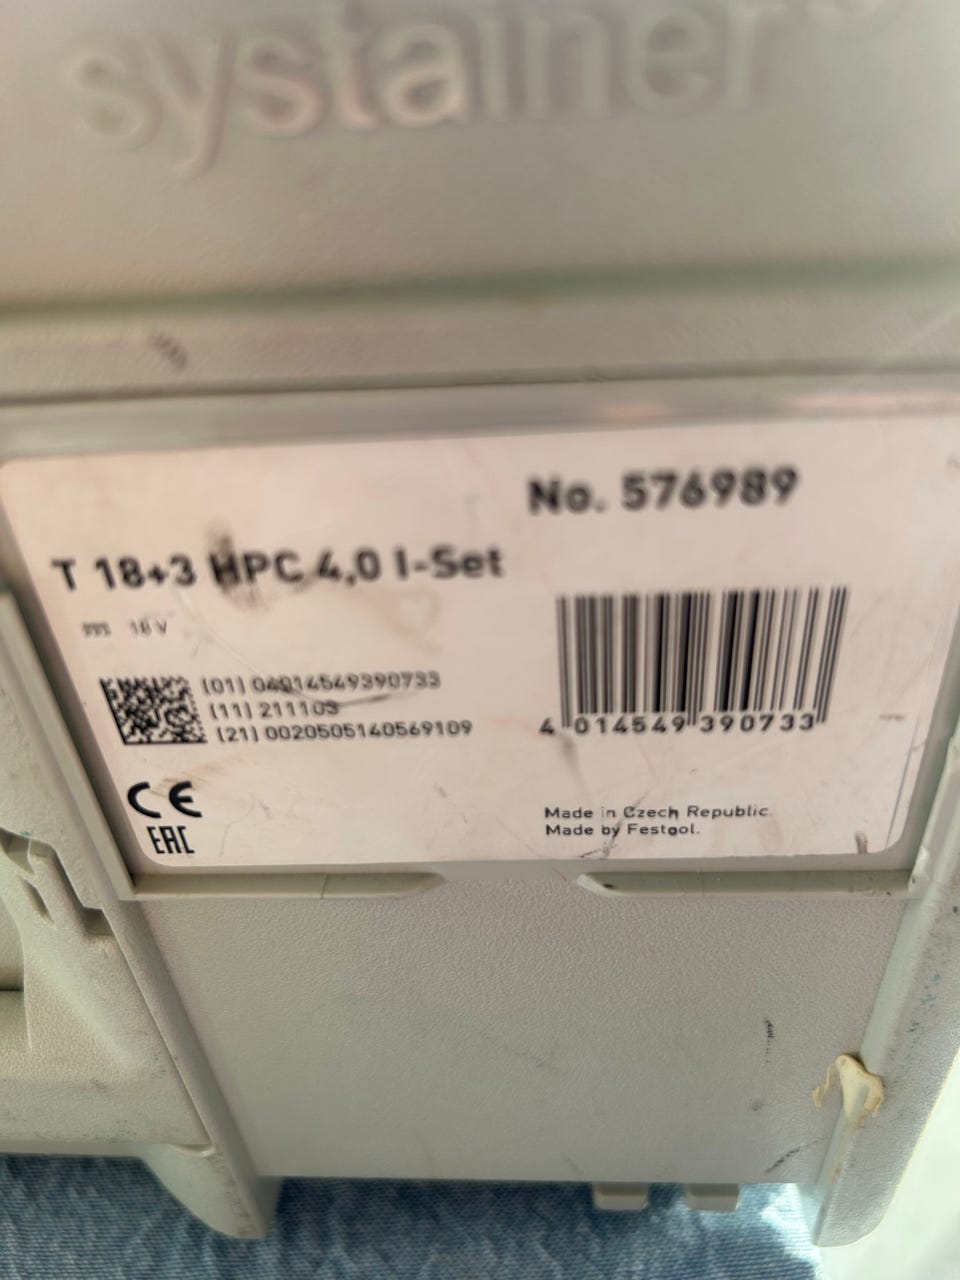 systainer
No. 576989
T 18+3 HPC 4,0 I-Set
18 V
(01) 04014549390733
(11) 211103
(21) 0020505140569109
4 014549 390733
CE
EAC
Made in Czech Republic.
Made by Festool.